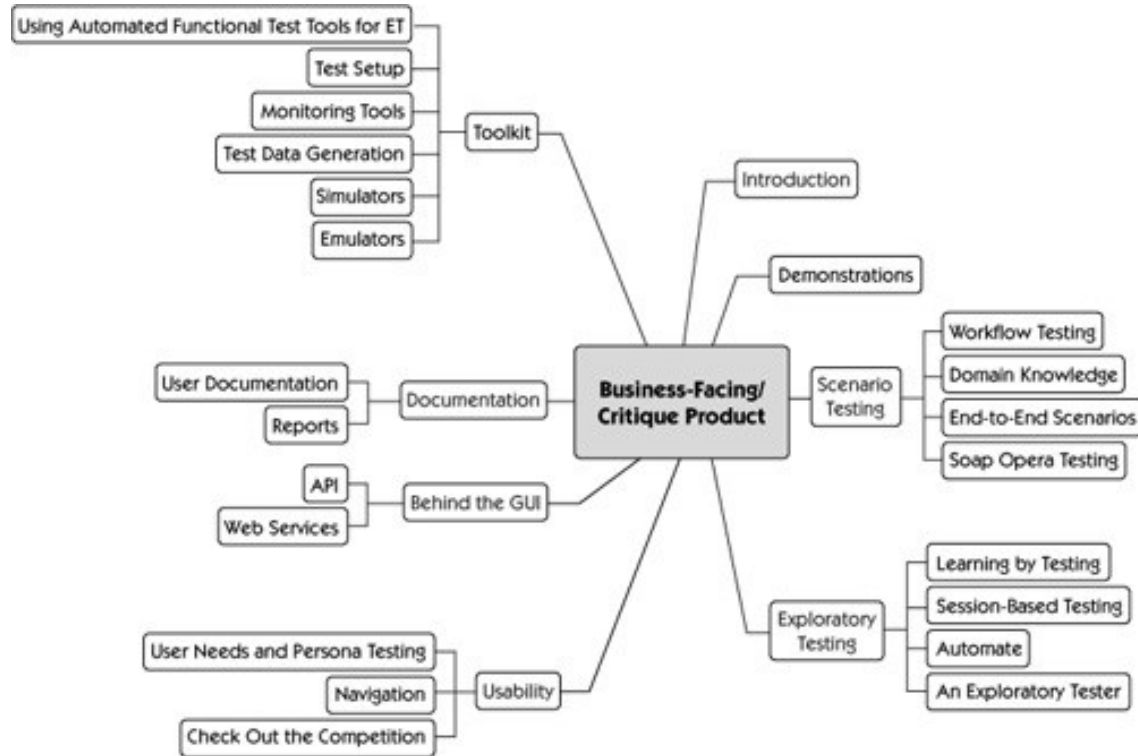 Using Automated Functional Test Tools for ET
Test Setup
Monitoring Tools
Test Data Generation
Simulators
Emulators
Toolkit
Introduction
Demonstrations
Business-Facing/
Critique Product
Scenario
Testing
Workflow Testing
Domain Knowledge
End-to-End Scenarios
Soap Opera Testing
User Documentation
Reports
Documentation
API
Web Services
Behind the GUI
Exploratory
Testing
Learning by Testing
Session-Based Testing
Automate
An Exploratory Tester
User Needs and Persona Testing
Navigation
Check Out the Competition
Usability